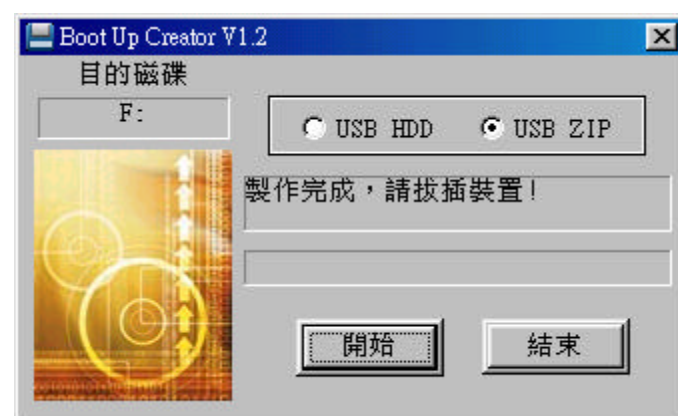 Boot Up Creator V1.2
目的磁碟
F:
USB HDD
USB ZIP
製作完成，請拔插裝置!
開始
結束